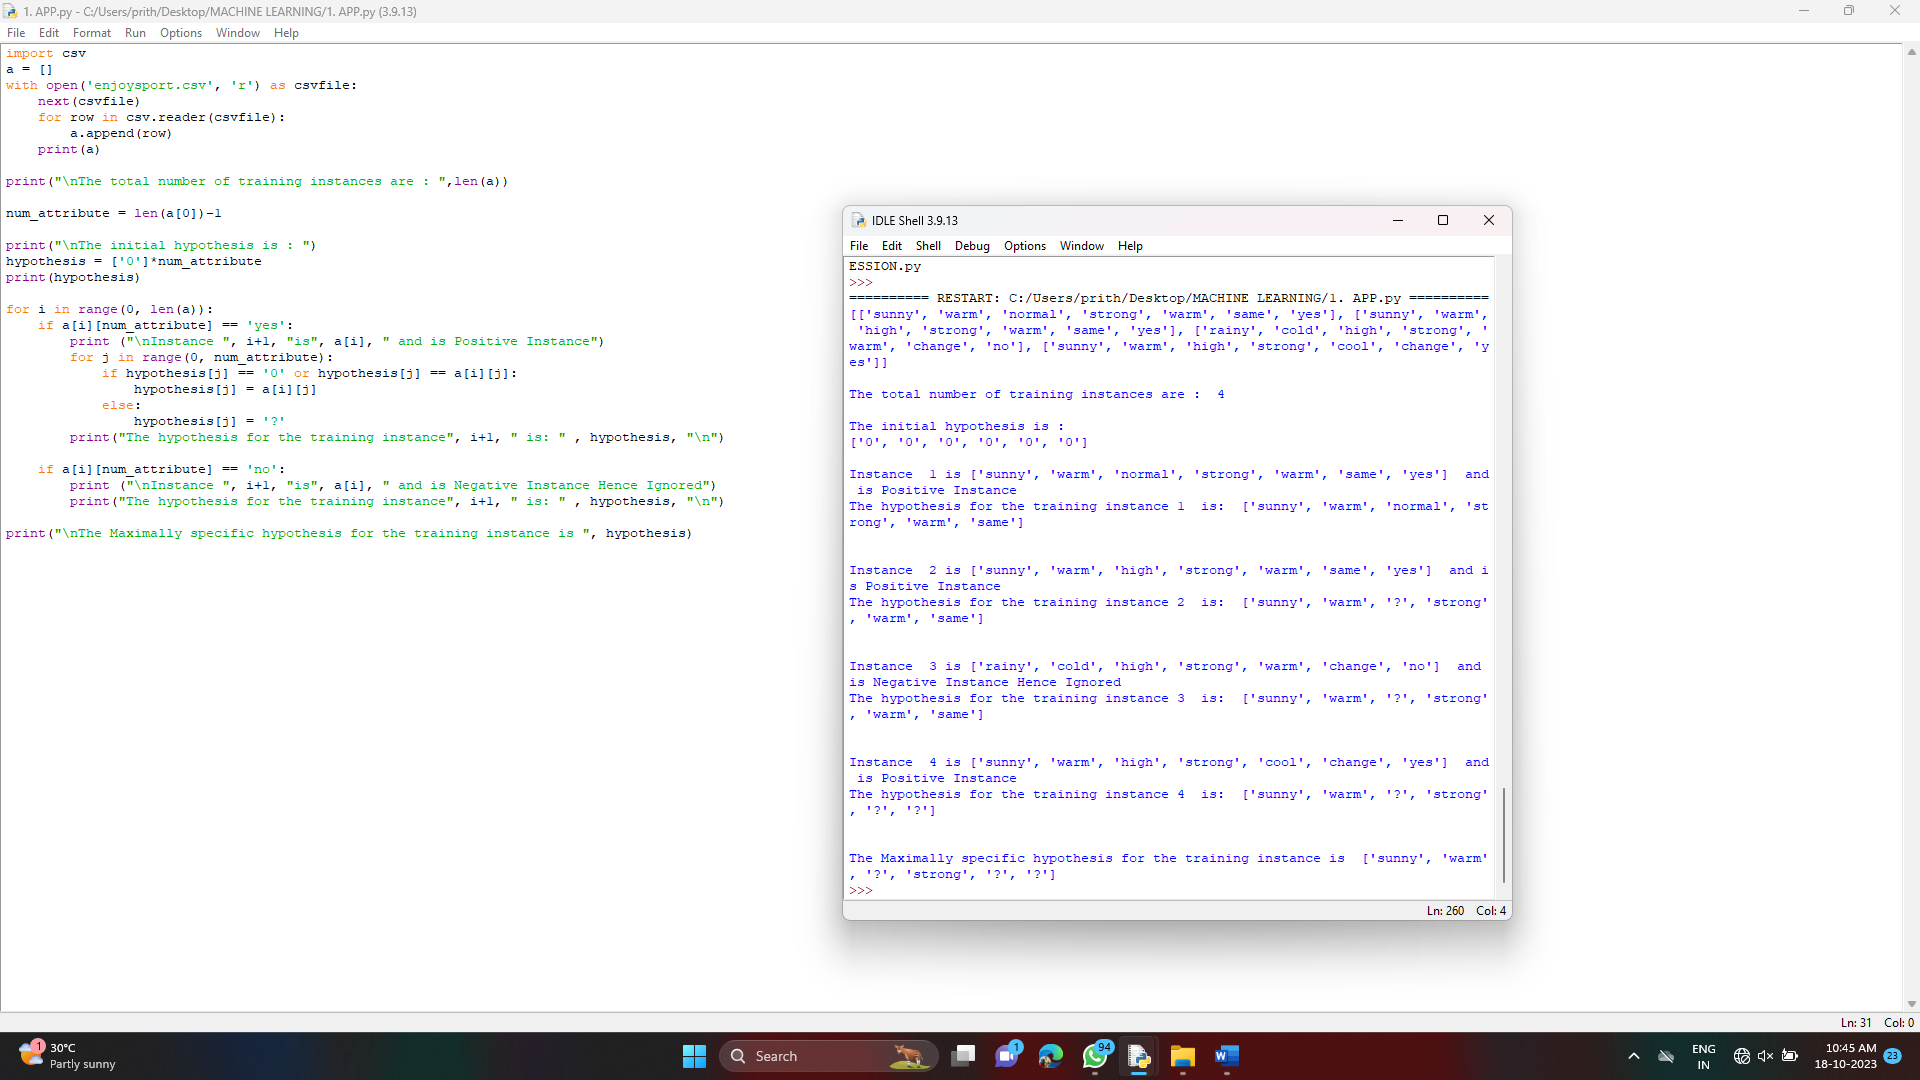 1. APP.py - C:/Users/prith/Desktop/MACHINE LEARNING/1. APP.py (3.9.13)
File Edit Format Run Options Window Help
import csv
a = []
with open('enjoysport.csv', 'r') as csvfile:
    next(csvfile)
    for row in csv.reader(csvfile):
        a.append(row)
    print(a)
print("\nThe total number of training instances are : ",len(a))
num_attribute = len(a[0])-1
print("\nThe initial hypothesis is : ")
hypothesis = ['0']*num_attribute
print(hypothesis)
for i in range(0, len(a)):
    if a[i][num_attribute] == 'yes':
        print ("\nInstance ", i+1, "is", a[i], " and is Positive Instance")
        for j in range(0, num_attribute):
            if hypothesis[j] == '0' or hypothesis[j] == a[i][j]:
                hypothesis[j] = a[i][j]
            else:
                hypothesis[j] = '?'
        print("The hypothesis for the training instance", i+1, " is: " , hypothesis, "\n")
    if a[i][num_attribute] == 'no':
        print ("\nInstance ", i+1, "is", a[i], " and is Negative Instance Hence Ignored")
        print("The hypothesis for the training instance", i+1, " is: " , hypothesis, "\n")
print("\nThe Maximally specific hypothesis for the training instance is ", hypothesis)
IDLE Shell 3.9.13
File Edit Shell Debug Options Window Help
ESSION.py
>>>
========== RESTART: C:/Users/prith/Desktop/MACHINE LEARNING/1. APP.py ==========
[['sunny', 'warm', 'normal', 'strong', 'warm', 'same', 'yes'], ['sunny', 'warm',
 'high', 'strong', 'warm', 'same', 'yes'], ['rainy', 'cold', 'high', 'strong', '
warm', 'change', 'no'], ['sunny', 'warm', 'high', 'strong', 'cool', 'change', 'y
es']]
The total number of training instances are :  4
The initial hypothesis is :
['0', '0', '0', '0', '0', '0']
Instance  1 is ['sunny', 'warm', 'normal', 'strong', 'warm', 'same', 'yes']  and
 is Positive Instance
The hypothesis for the training instance 1  is:  ['sunny', 'warm', 'normal', 'st
rong', 'warm', 'same']
Instance  2 is ['sunny', 'warm', 'high', 'strong', 'warm', 'same', 'yes']  and i
s Positive Instance
The hypothesis for the training instance 2  is:  ['sunny', 'warm', '?', 'strong'
, 'warm', 'same']
Instance  3 is ['rainy', 'cold', 'high', 'strong', 'warm', 'change', 'no']  and
is Negative Instance Hence Ignored
The hypothesis for the training instance 3  is:  ['sunny', 'warm', '?', 'strong'
, 'warm', 'same']
Instance  4 is ['sunny', 'warm', 'high', 'strong', 'cool', 'change', 'yes']  and
 is Positive Instance
The hypothesis for the training instance 4  is:  ['sunny', 'warm', '?', 'strong'
, '?', '?']
The Maximally specific hypothesis for the training instance is  ['sunny', 'warm'
, '?', 'strong', '?', '?']
>>>
Ln: 260 Col: 4
Ln: 31 Col: 0
1
30°C
Partly sunny
Search
1
94
ENG
IN
10:45 AM
18-10-2023
23